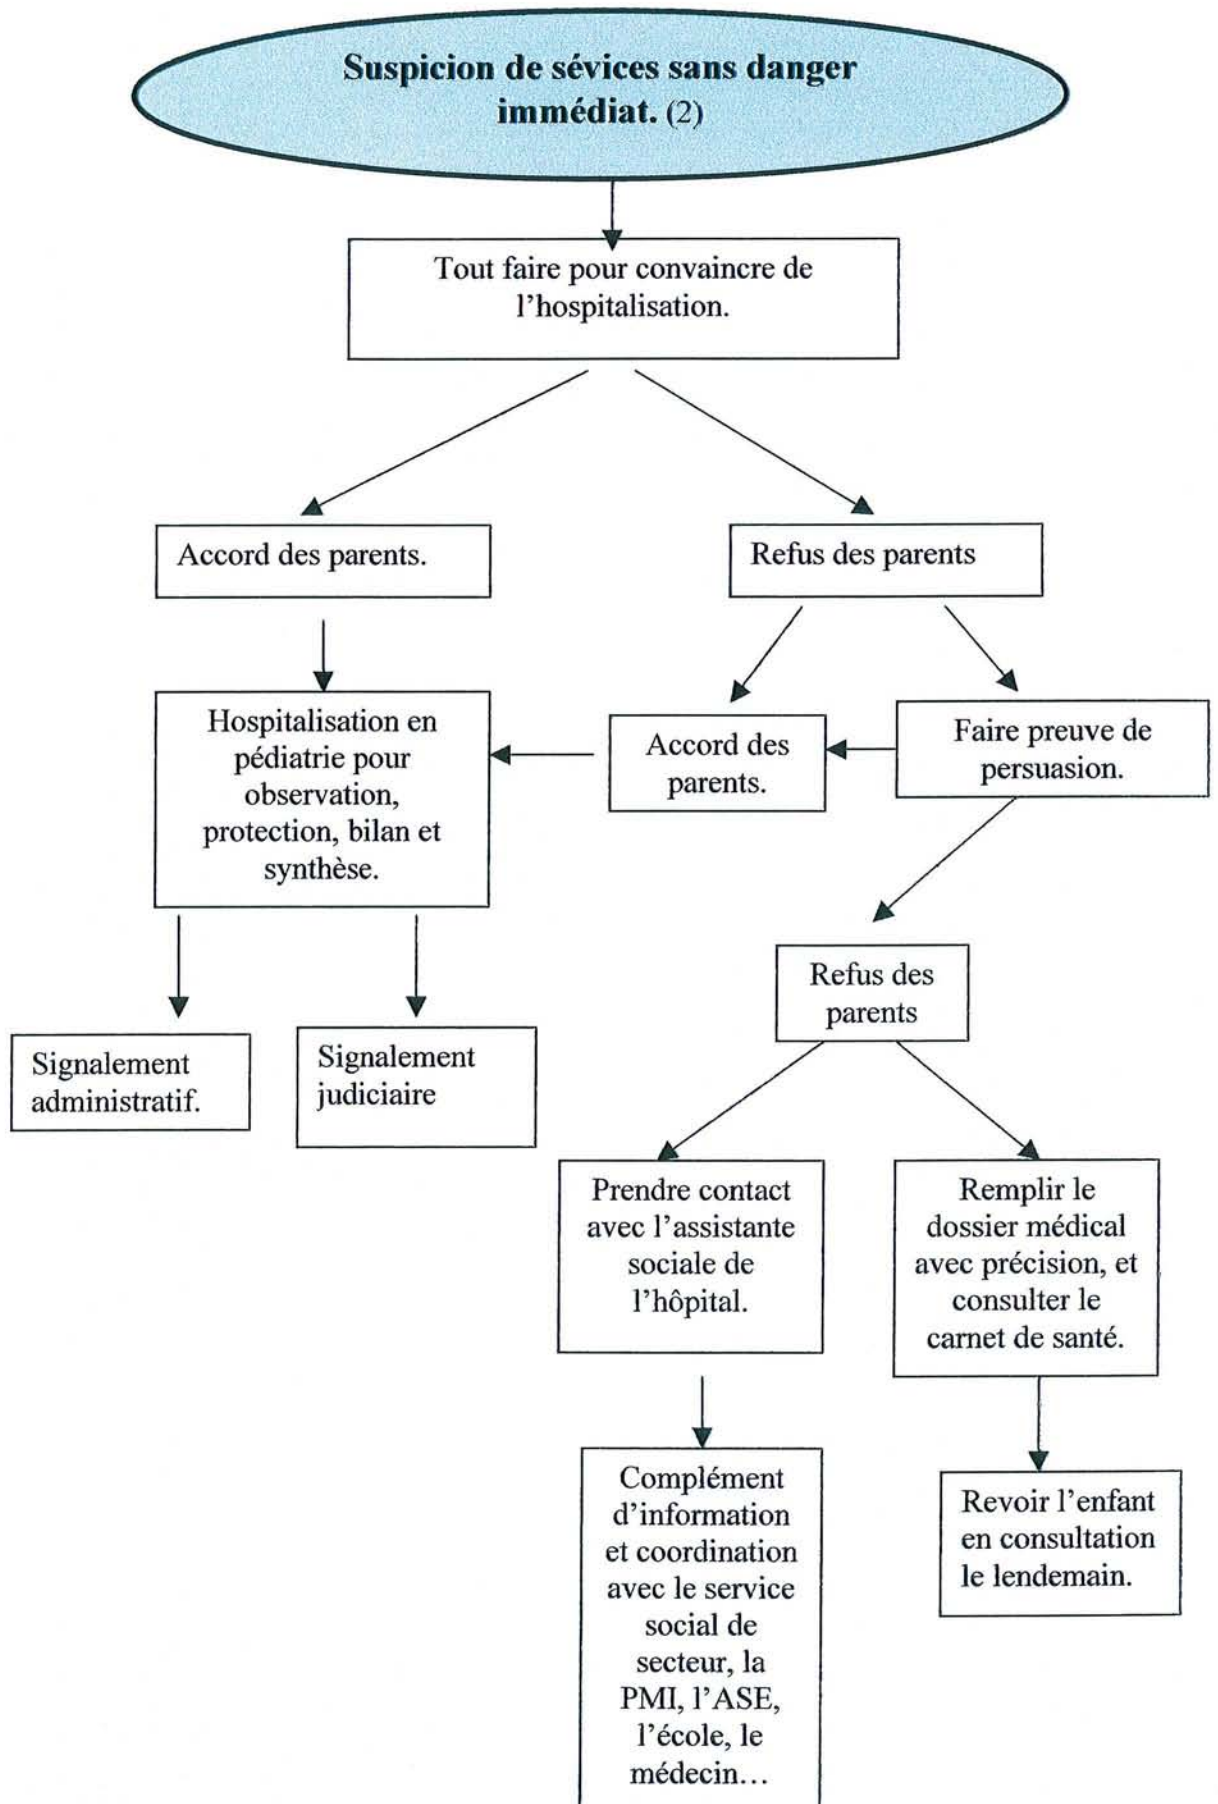 Suspicion de sévices sans danger
immédiat. (2)
Tout faire pour convaincre de
l'hospitalisation.
Accord des parents.
Refus des parents
Hospitalisation en
pédiatrie pour
observation,
protection, bilan et
synthèse.
Accord des
parents.
Faire preuve de
persuasion.
Refus des
parents
Signalement
administratif.
Signalement
judiciaire
Prendre contact
avec l'assistante
sociale de
l'hôpital.
Remplir le
dossier médical
avec précision, et
consulter le
carnet de santé.
Complément
d'information
et coordination
avec le service
social de
secteur, la
PMI, l'ASE,
l'école, le
médecin…
Revoir l'enfant
en consultation
le lendemain.